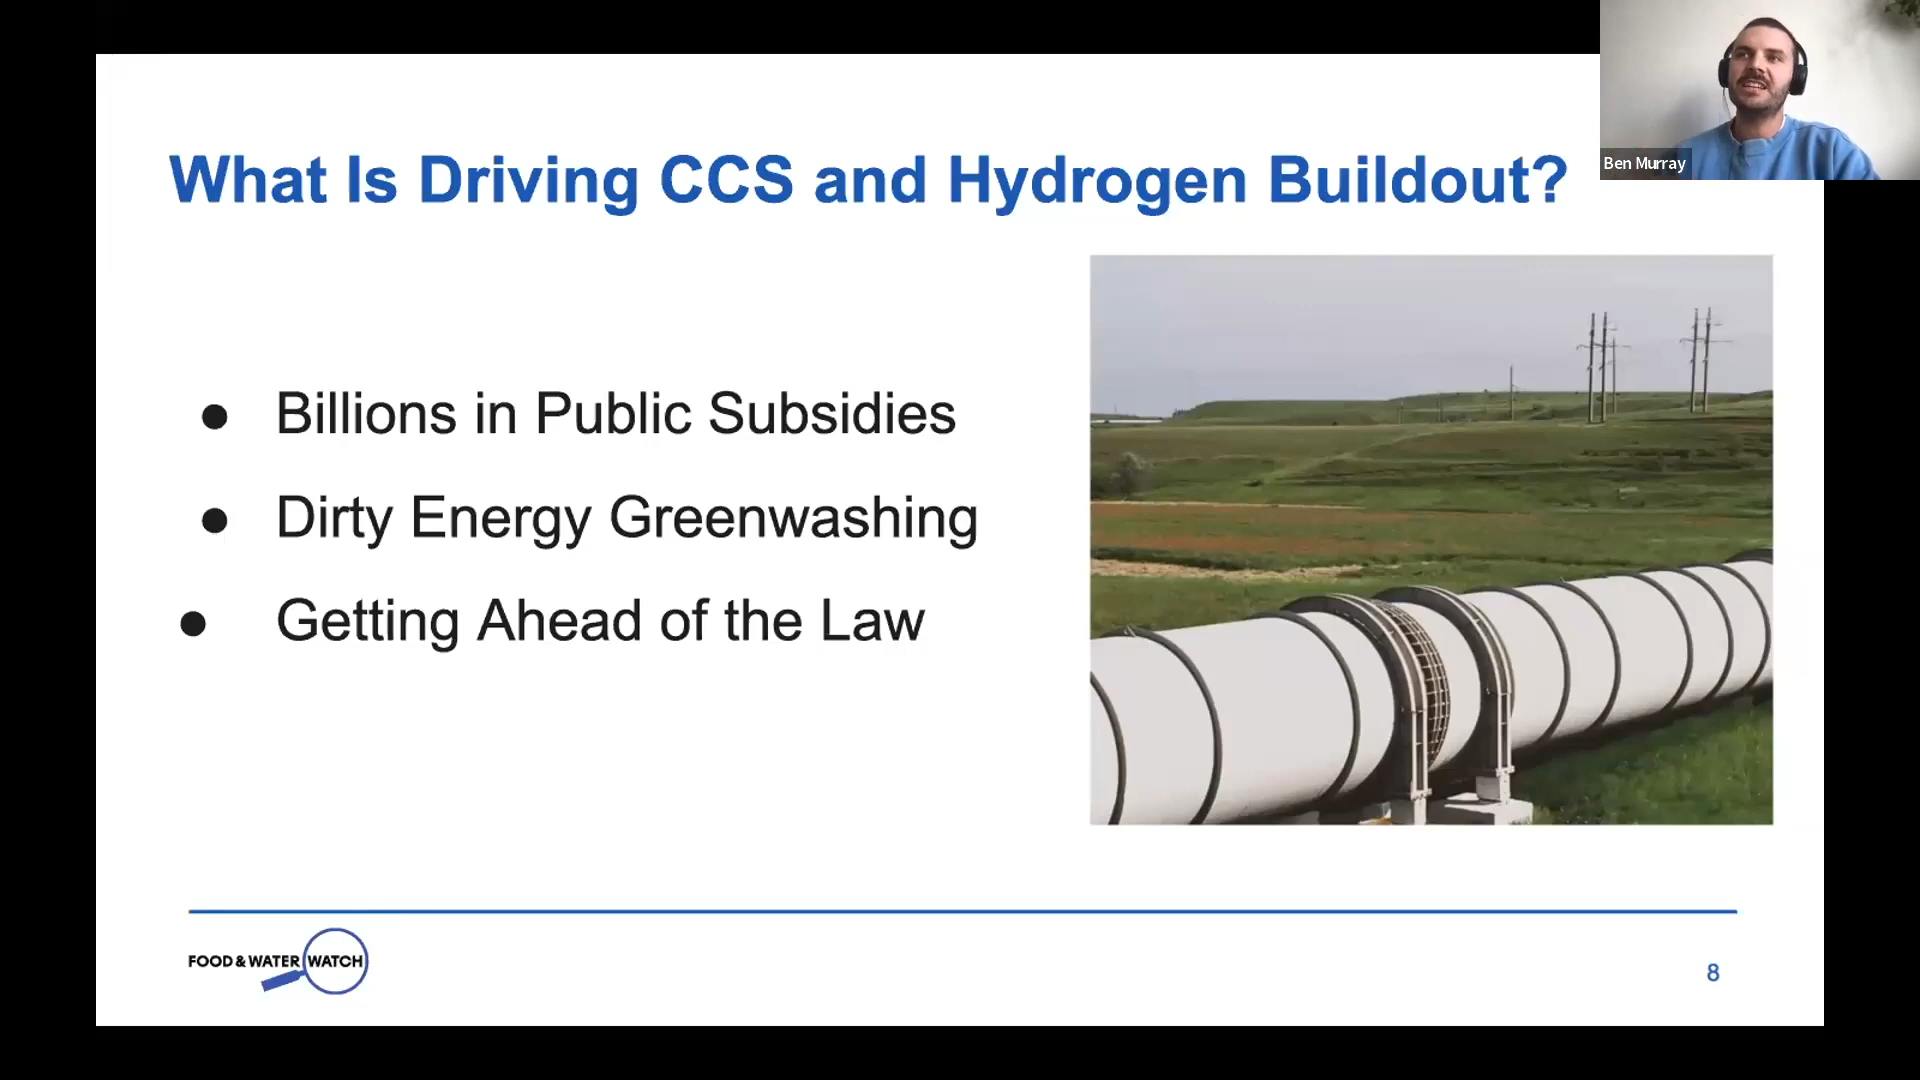 What Is Driving CCS and Hydrogen Buildout?
Ben Murray
● Billions in Public Subsidies
● Dirty Energy Greenwashing
● Getting Ahead of the Law
FOOD & WATER WATCH
8